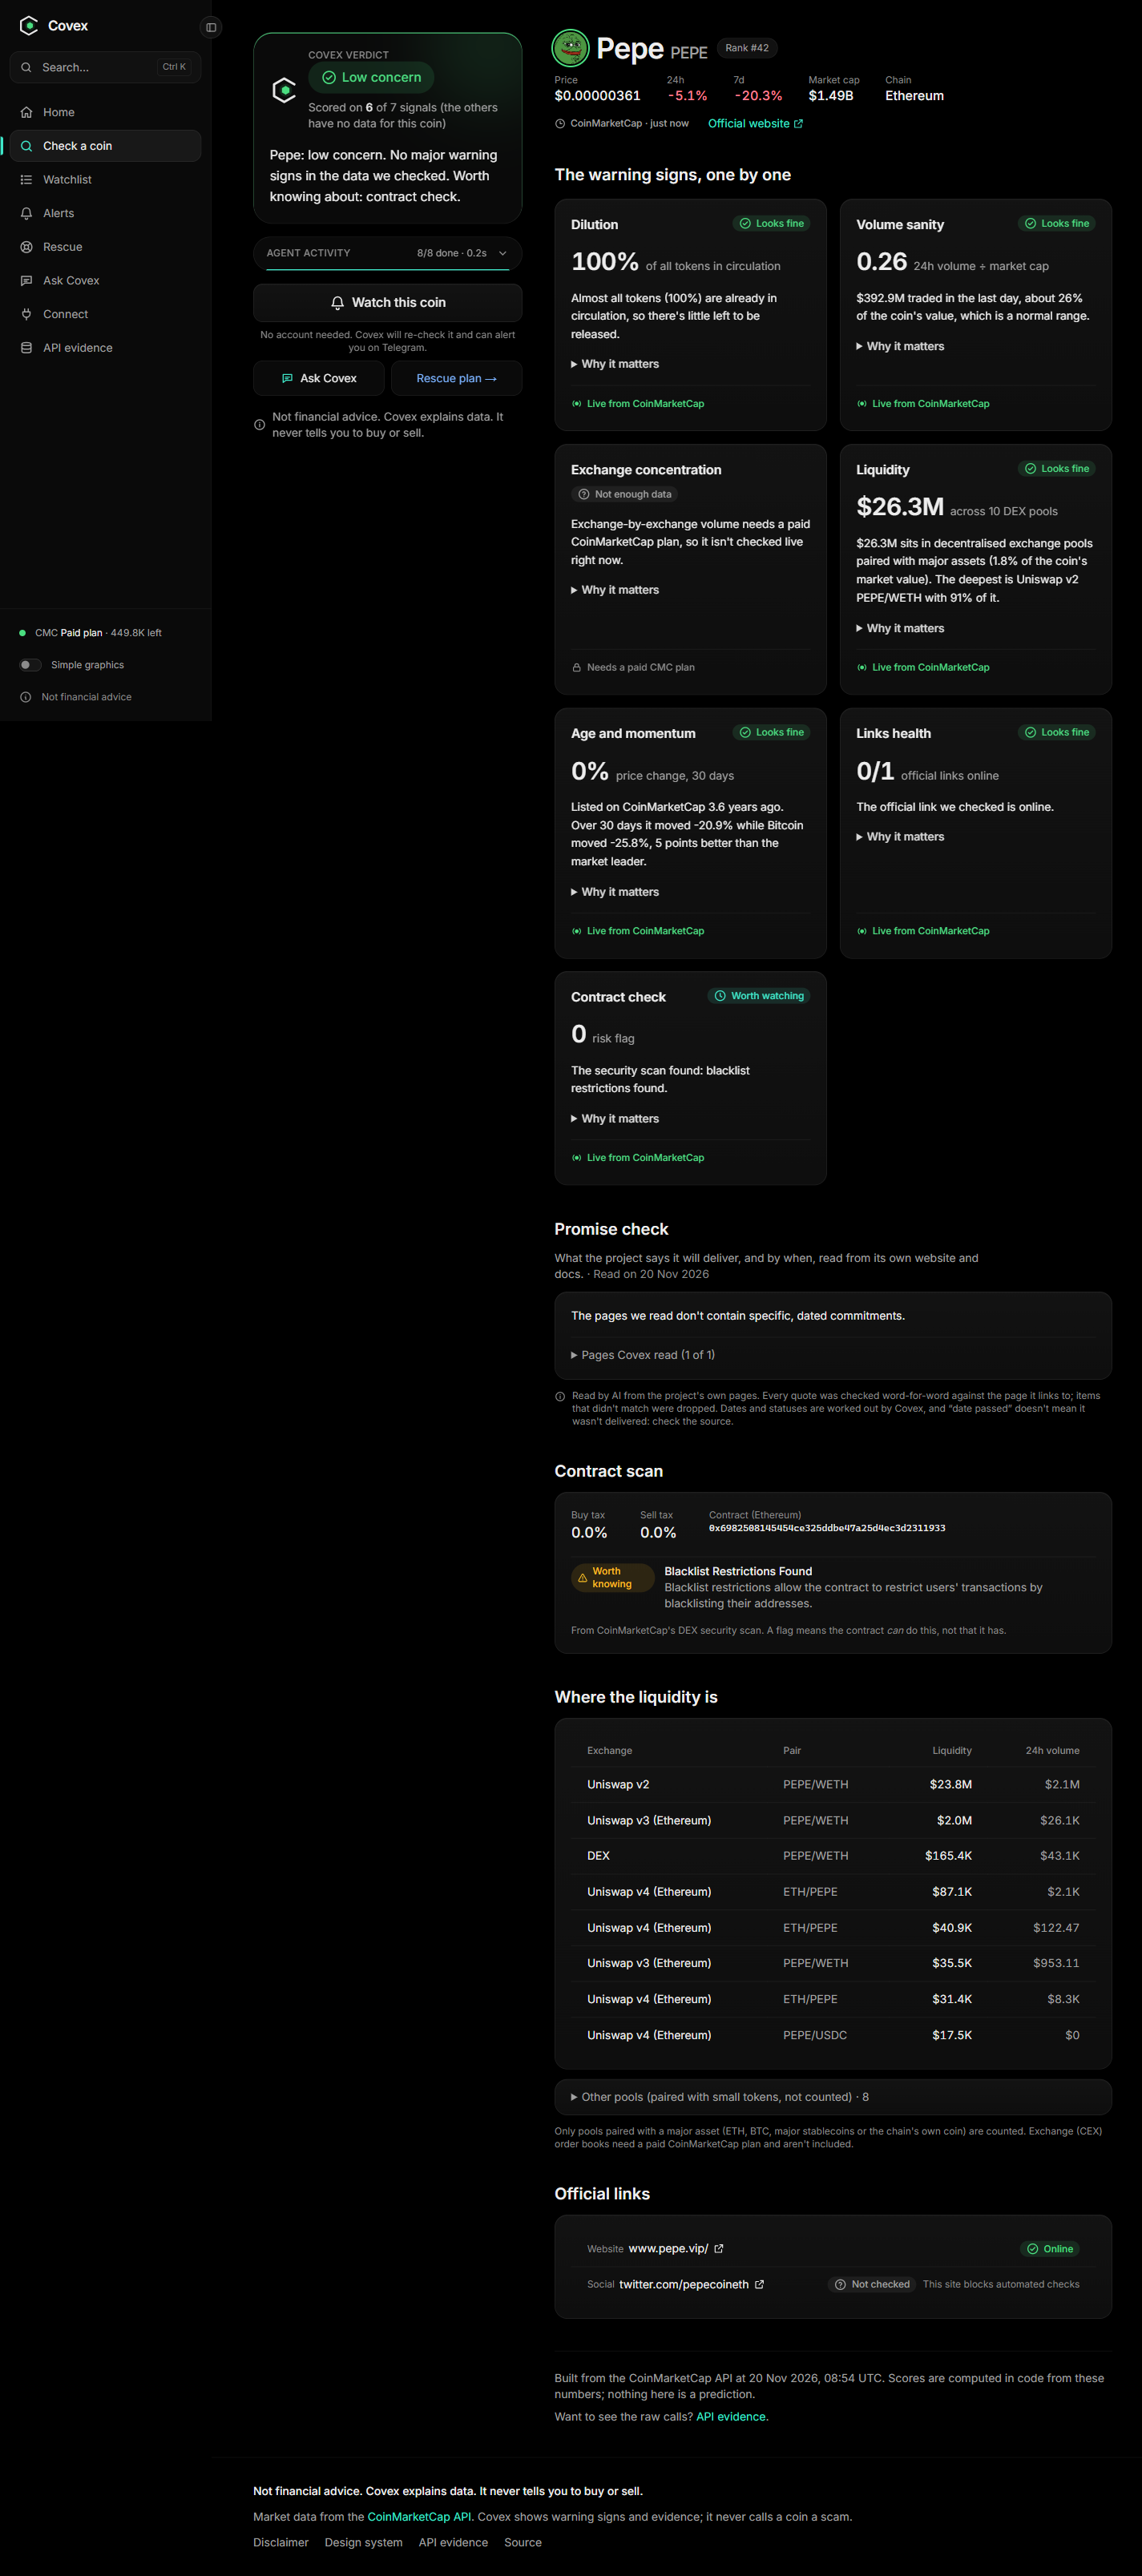 Covex
Search...
Ctrl K
Home
Check a coin
Watchlist
Alerts
Rescue
Ask Covex
Connect
API evidence
CMC Paid plan · 449.8K left
Simple graphics
Not financial advice
COVEX VERDICT
Low concern
Scored on 6 of 7 signals (the others
have no data for this coin)
Pepe: low concern. No major warning
signs in the data we checked. Worth
knowing about: contract check.
AGENT ACTIVITY
8/8 done · 0.2s
Watch this coin
No account needed. Covex will re-check it and can alert
you on Telegram.
Ask Covex
Rescue plan →
Not financial advice. Covex explains data. It
never tells you to buy or sell.
Pepe PEPE
Rank #42
Price
$0.00000361
24h
-5.1%
7d
-20.3%
Market cap
$1.49B
Chain
Ethereum
CoinMarketCap · just now
Official website
The warning signs, one by one
Dilution
Looks fine
100% of all tokens in circulation
Almost all tokens (100%) are already in
circulation, so there's little left to be
released.
Why it matters
Live from CoinMarketCap
Volume sanity
Looks fine
0.26 24h volume ÷ market cap
$392.9M traded in the last day, about 26%
of the coin's value, which is a normal range.
Why it matters
Live from CoinMarketCap
Exchange concentration
Not enough data
Exchange-by-exchange volume needs a paid
CoinMarketCap plan, so it isn't checked live
right now.
Why it matters
Needs a paid CMC plan
Liquidity
Looks fine
$26.3M across 10 DEX pools
$26.3M sits in decentralised exchange pools
paired with major assets (1.8% of the coin's
market value). The deepest is Uniswap v2
PEPE/WETH with 91% of it.
Why it matters
Live from CoinMarketCap
Age and momentum
Looks fine
0% price change, 30 days
Listed on CoinMarketCap 3.6 years ago.
Over 30 days it moved -20.9% while Bitcoin
moved -25.8%, 5 points better than the
market leader.
Why it matters
Live from CoinMarketCap
Links health
Looks fine
0/1 official links online
The official link we checked is online.
Why it matters
Live from CoinMarketCap
Contract check
Worth watching
0 risk flag
The security scan found: blacklist
restrictions found.
Why it matters
Live from CoinMarketCap
Promise check
What the project says it will deliver, and by when, read from its own website and
docs. · Read on 20 Nov 2026
The pages we read don't contain specific, dated commitments.
Pages Covex read (1 of 1)
Read by AI from the project's own pages. Every quote was checked word-for-word against the page it links to; items
that didn't match were dropped. Dates and statuses are worked out by Covex, and "date passed" doesn't mean it
wasn't delivered: check the source.
Contract scan
Buy tax
0.0%
Sell tax
0.0%
Contract (Ethereum)
0x6982508145454ce325ddbe47a25d4ec3d2311933
Worth
knowing
Blacklist Restrictions Found
Blacklist restrictions allow the contract to restrict users' transactions by
blacklisting their addresses.
From CoinMarketCap's DEX security scan. A flag means the contract can do this, not that it has.
Where the liquidity is
Exchange Pair Liquidity 24h volume
Uniswap v2 PEPE/WETH $23.8M $2.1M
Uniswap v3 (Ethereum) PEPE/WETH $2.0M $26.1K
DEX PEPE/WETH $165.4K $43.1K
Uniswap v4 (Ethereum) ETH/PEPE $87.1K $2.1K
Uniswap v4 (Ethereum) ETH/PEPE $40.9K $122.47
Uniswap v3 (Ethereum) PEPE/WETH $35.5K $953.11
Uniswap v4 (Ethereum) ETH/PEPE $31.4K $8.3K
Uniswap v4 (Ethereum) PEPE/USDC $17.5K $0
Other pools (paired with small tokens, not counted) · 8
Only pools paired with a major asset (ETH, BTC, major stablecoins or the chain's own coin) are counted. Exchange (CEX)
order books need a paid CoinMarketCap plan and aren't included.
Official links
Website www.pepe.vip/
Online
Social twitter.com/pepecoineth
Not checked
This site blocks automated checks
Built from the CoinMarketCap API at 20 Nov 2026, 08:54 UTC. Scores are computed in code from these
numbers; nothing here is a prediction.
Want to see the raw calls? API evidence.
Not financial advice. Covex explains data. It never tells you to buy or sell.
Market data from the CoinMarketCap API. Covex shows warning signs and evidence; it never calls a coin a scam.
Disclaimer
Design system
API evidence
Source